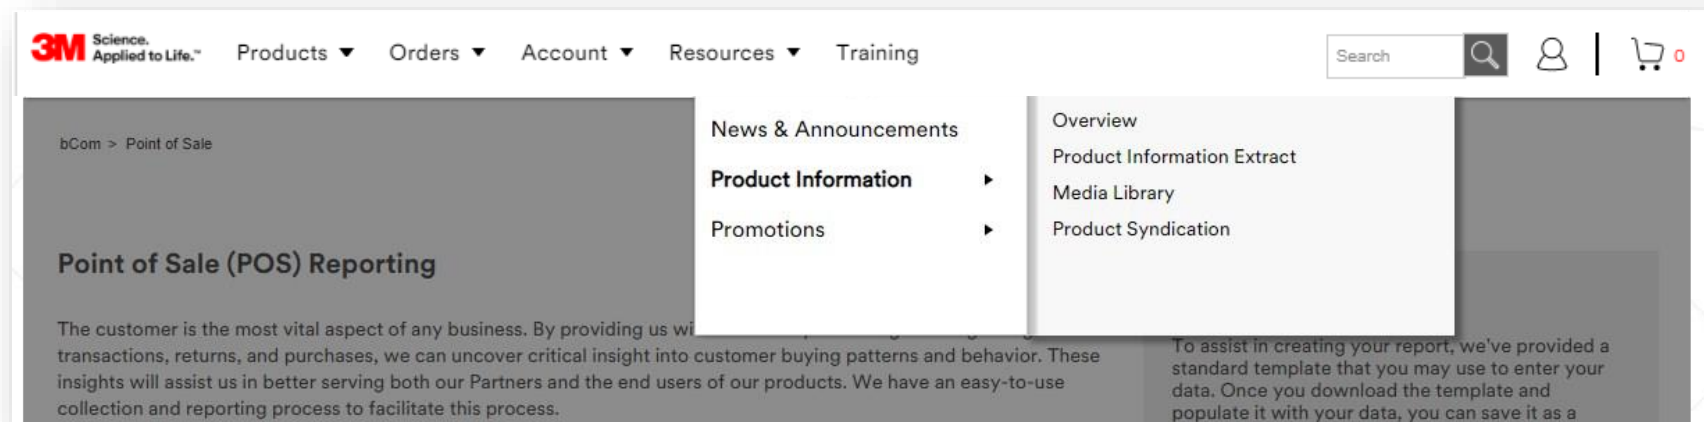 3M Science.
Applied to Life.™
Products ▼ Orders ▼ Account ▼ Resources ▼ Training
Search
0
bCom > Point of Sale
News & Announcements
Product Information ▸
Promotions ▸
Overview
Product Information Extract
Media Library
Product Syndication
Point of Sale (POS) Reporting
The customer is the most vital aspect of any business. By providing us
transactions, returns, and purchases, we can uncover critical insight into customer buying patterns and behavior. These
insights will assist us in better serving both our Partners and the end users of our products. We have an easy-to-use
collection and reporting process to facilitate this process.
To assist in creating your report, we've provided a
standard template that you may use to enter your
data. Once you download the template and
populate it with your data, you can save it as a